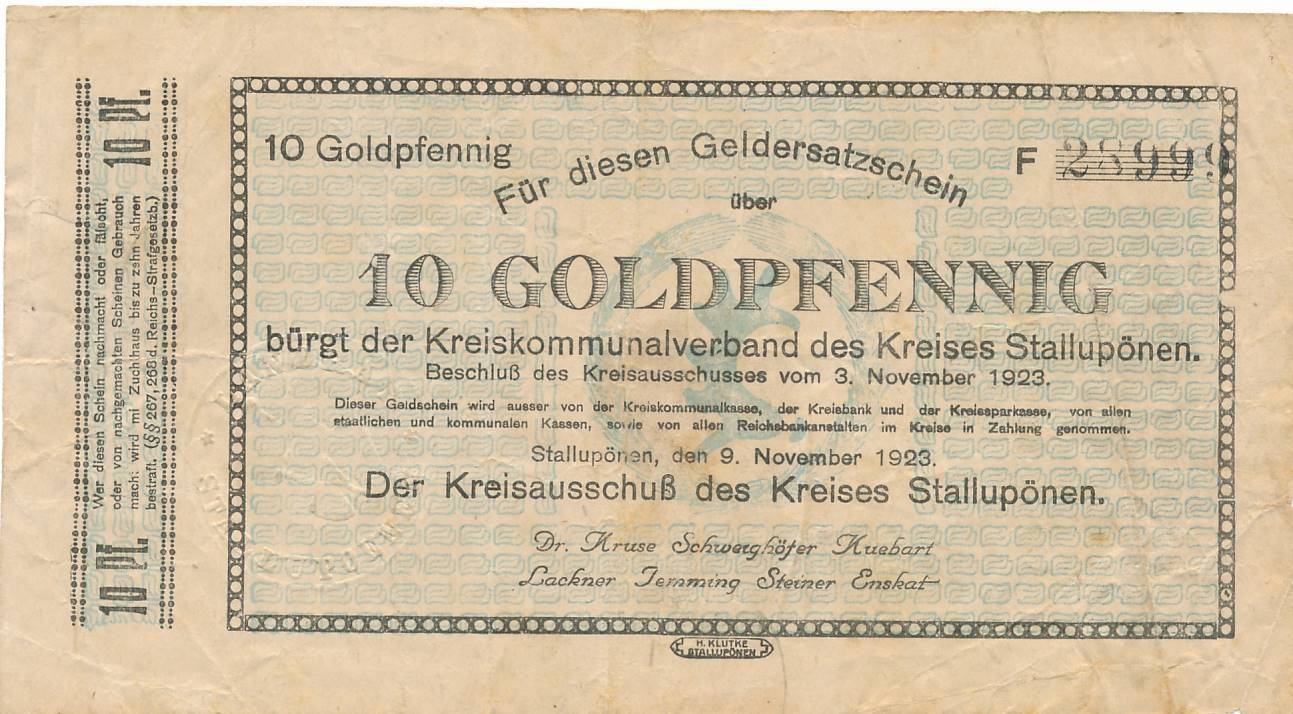 10 Goldpfennig
Für diesen Geldersatzschein
F 28999
über
10 GOLDPFENNIG
bürgt der Kreiskommunalverband des Kreises Stallupönen.
Beschluß des Kreisausschusses vom 3. November 1923.
Dieser Geldschein wird ausser von der Kreiskommunalkasse, der Kreisbank und der Kreissparkasse, von allen
staatlichen und kommunalen Kassen, sowie von allen Reichsbankanstalten im Kreise in Zahlung genommen.
Stallupönen, den 9. November 1923.
Der Kreisausschuß des Kreises Stallupönen.
Dr. Kruse Schweighöfer Kuebart
Lackner Temming Steiner Enskat
H. KLUTKE
STALLUPÖNEN
10 Pf.
10 Pf.
Wer diesen Schein nachmacht oder fälscht,
oder von nachgemachten Scheinen Gebrauch
mach, wird mi Zuchthaus bis zu zehn Jahren
bestraft. (§§ 267, 268 d. Reichs-Strafgesetzb.)